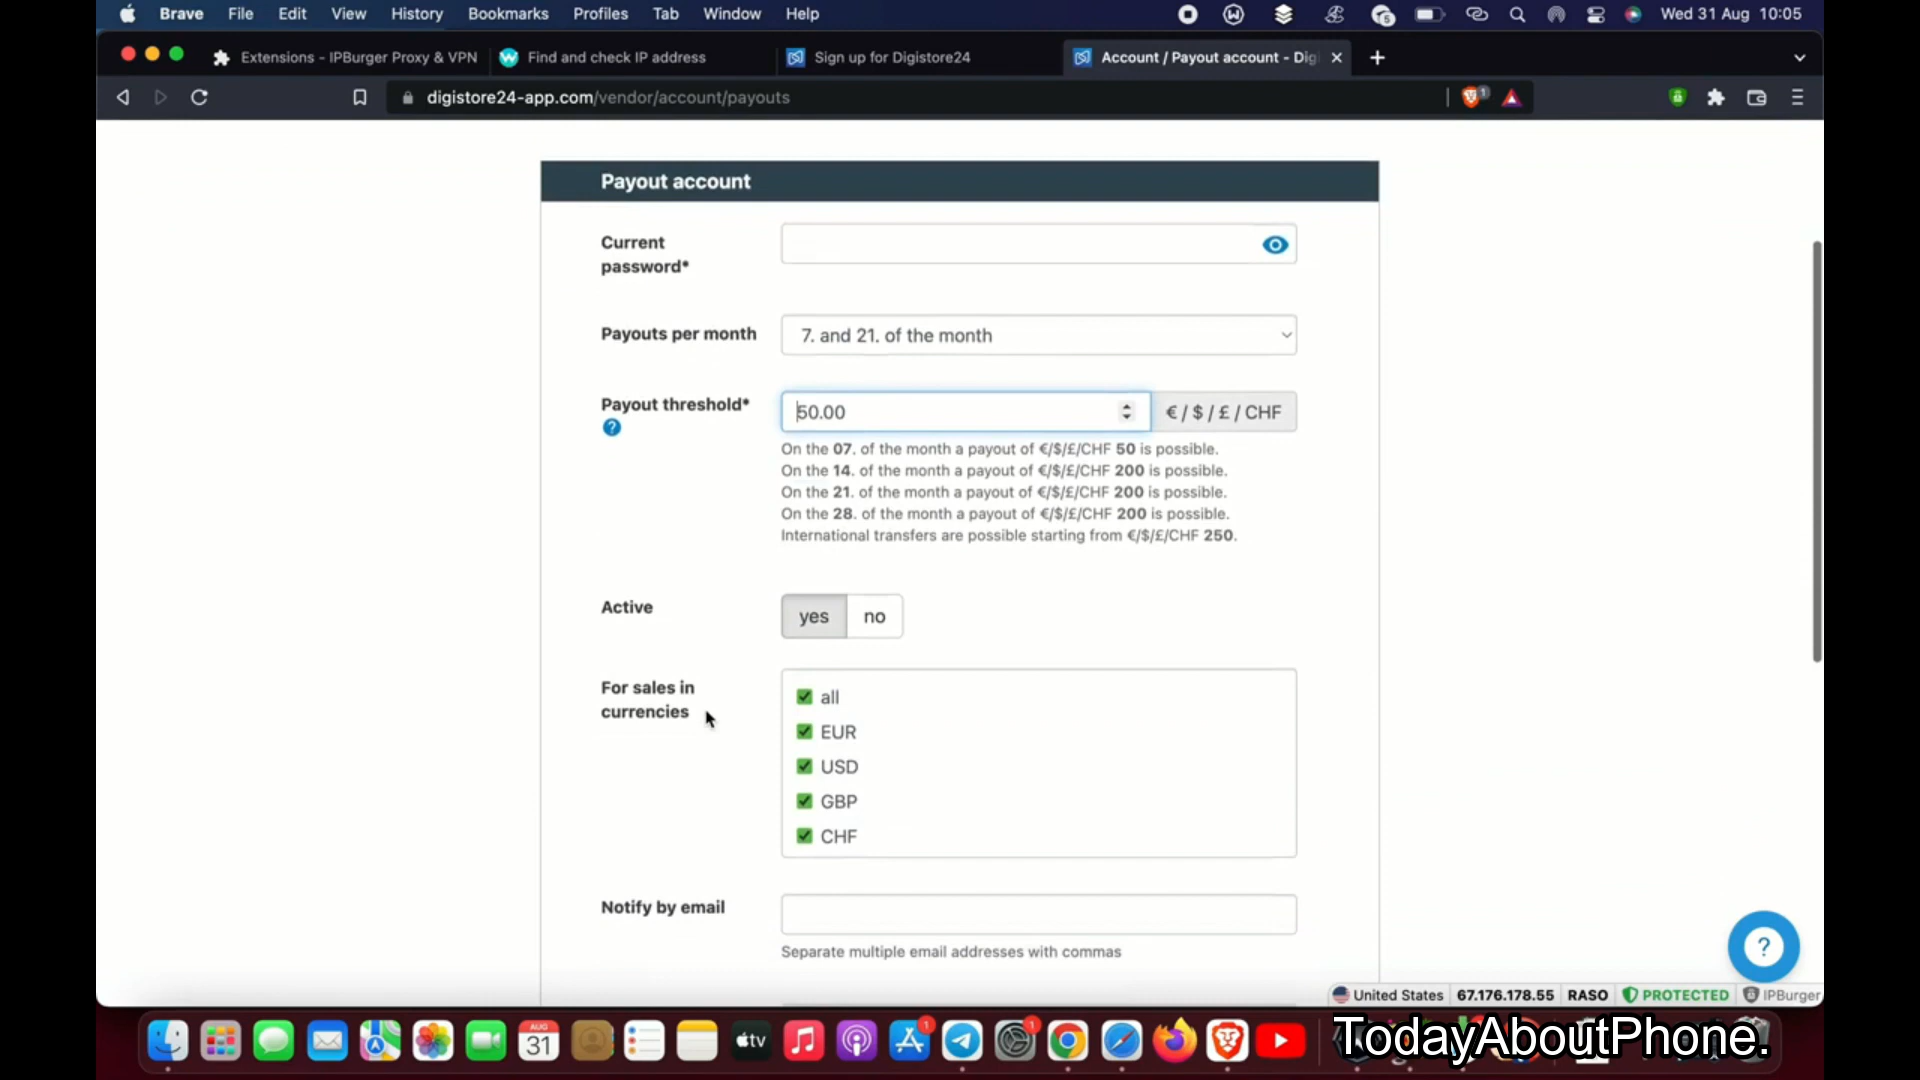 Brave File Edit View History Bookmarks Profiles Tab Window Help
5
Wed 31 Aug 10:05
Extensions - IPBurger Proxy & VPN
Find and check IP address
Sign up for Digistore24
Account / Payout account - Dig
digistore24-app.com/vendor/account/payouts
1
Payout account
Current
password*
Payouts per month
7. and 21. of the month
Payout threshold*
?
50.00
€ / $ / £ / CHF
On the 07. of the month a payout of €/$/£/CHF 50 is possible.
On the 14. of the month a payout of €/$/£/CHF 200 is possible.
On the 21. of the month a payout of €/$/£/CHF 200 is possible.
On the 28. of the month a payout of €/$/£/CHF 200 is possible.
International transfers are possible starting from €/$/£/CHF 250.
Active
yes
no
For sales in
currencies
all
EUR
USD
GBP
CHF
Notify by email
Separate multiple email addresses with commas
?
United States 67.176.178.55 RASO PROTECTED IPBurger
AUG
31
tv
1
1
TodayAboutPhone.